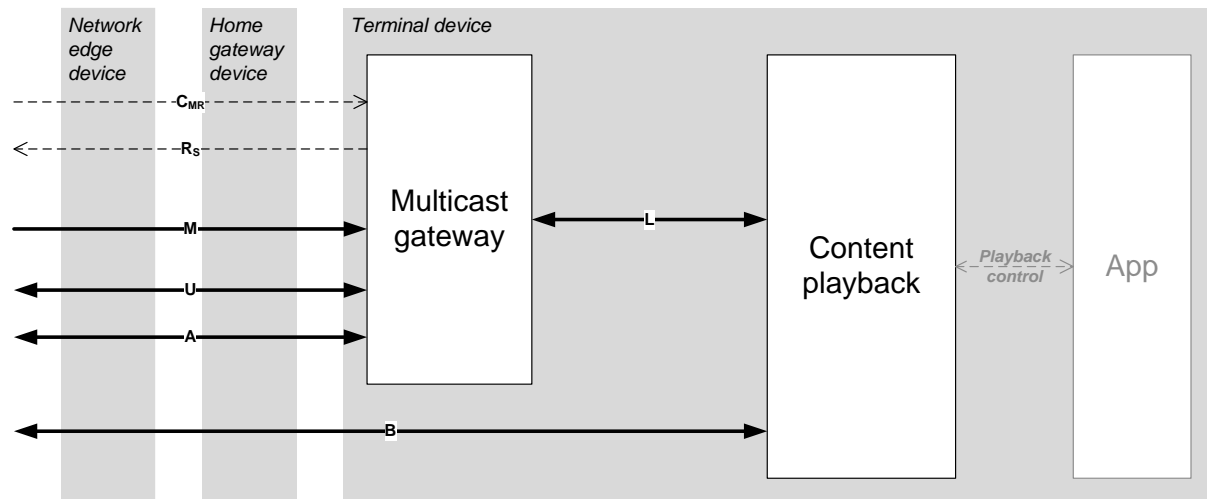 Network
edge
device
Home
gateway
device
Terminal device
CMR
RS
M
U
A
B
Multicast
gateway
L
Content
playback
Playback
control
App